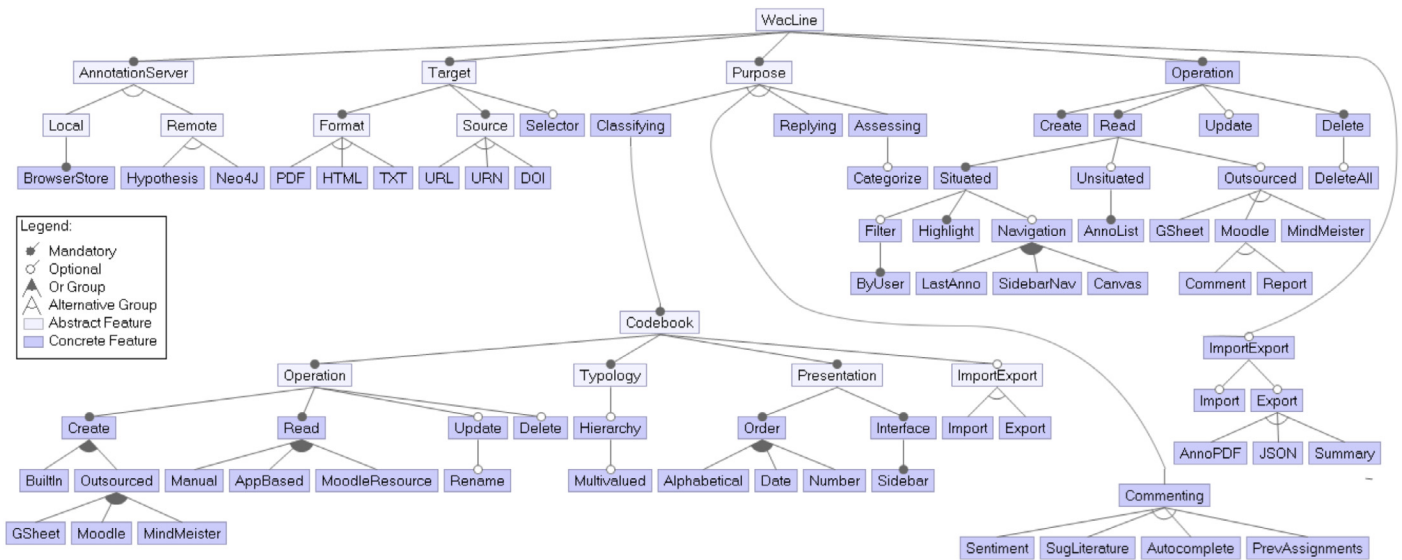 WacLine
AnnotationServer Target Purpose Operation
Local Remote Format Source Selector Classifying Replying Assessing Create Read Update Delete
BrowserStore Hypothesis Neo4J PDF HTML TXT URL URN DOI Categorize Situated Unsituated Outsourced DeleteAll
Filter Highlight Navigation AnnoList GSheet Moodle MindMeister
ByUser LastAnno SidebarNav Canvas Comment Report
Legend:
Mandatory
Optional
Or Group
Alternative Group
Abstract Feature
Concrete Feature
Codebook
ImportExport
Operation Typology Presentation ImportExport
Import Export
Create Read Update Delete Hierarchy Order Interface Import Export
AnnoPDF JSON Summary
BuiltIn Outsourced Manual AppBased MoodleResource Rename Multivalued Alphabetical Date Number Sidebar
Commenting
GSheet Moodle MindMeister
Sentiment SugLiterature Autocomplete PrevAssignments